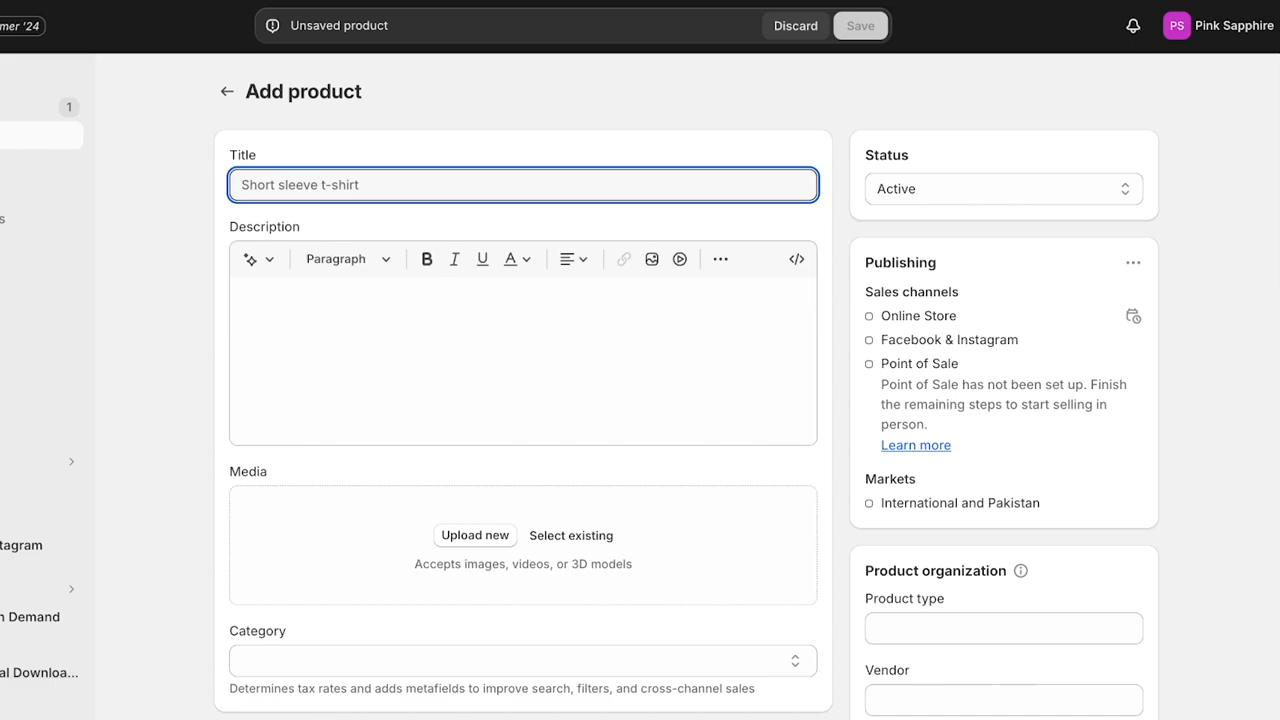 mer '24
Unsaved product
Discard
Save
PS
Pink Sapphire
1
s
tagram
n Demand
al Downloa...
Add product
Title
Short sleeve t-shirt
Description
Paragraph
B I U A
Media
Upload new
Select existing
Accepts images, videos, or 3D models
Category
Determines tax rates and adds metafields to improve search, filters, and cross-channel sales
Status
Active
Publishing
Sales channels
Online Store
Facebook & Instagram
Point of Sale
Point of Sale has not been set up. Finish
the remaining steps to start selling in
person.
Learn more
Markets
International and Pakistan
Product organization
Product type
Vendor